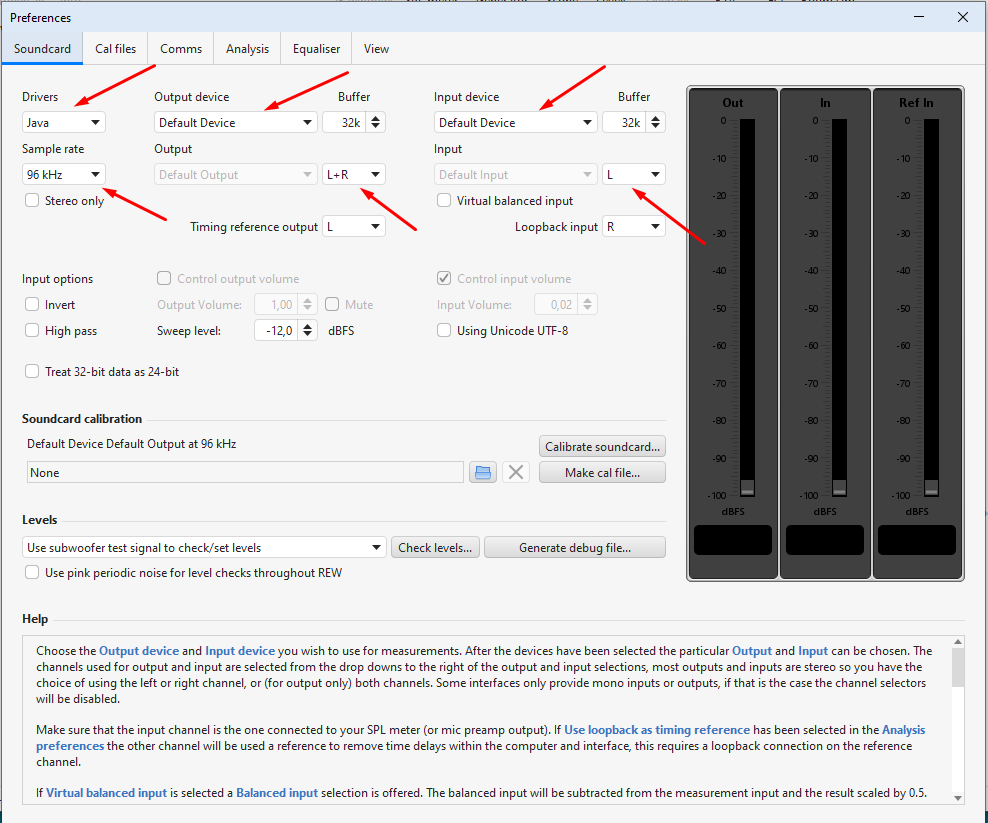 Preferences
Soundcard Cal files Comms Analysis Equaliser View
Drivers Output device Buffer Input device Buffer
Java Default Device 32k Default Device 32k
Sample rate Output Input
96 kHz Default Output L+R Default Input L
Stereo only Virtual balanced input
Timing reference output L Loopback input R
Input options Control output volume Control input volume
Invert Output Volume: 1,00 Mute Input Volume: 0,02
High pass Sweep level: -12,0 dBFS Using Unicode UTF-8
Treat 32-bit data as 24-bit
Soundcard calibration
Default Device Default Output at 96 kHz Calibrate soundcard...
None Make cal file...
Levels
Use subwoofer test signal to check/set levels Check levels... Generate debug file...
Use pink periodic noise for level checks throughout REW
Out In Ref In
0 0 0
-10 -10 -10
-20 -20 -20
-30 -30 -30
-40 -40 -40
-50 -50 -50
-60 -60 -60
-70 -70 -70
-80 -80 -80
-90 -90 -90
-100 -100 -100
dBFS dBFS dBFS
Help
Choose the Output device and Input device you wish to use for measurements. After the devices have been selected the particular Output and Input can be chosen. The
channels used for output and input are selected from the drop downs to the right of the output and input selections, most outputs and inputs are stereo so you have the
choice of using the left or right channel, or (for output only) both channels. Some interfaces only provide mono inputs or outputs, if that is the case the channel selectors
will be disabled.
Make sure that the input channel is the one connected to your SPL meter (or mic preamp output). If Use loopback as timing reference has been selected in the Analysis
preferences the other channel will be used a reference to remove time delays within the computer and interface, this requires a loopback connection on the reference
channel.
If Virtual balanced input is selected a Balanced input selection is offered. The balanced input will be subtracted from the measurement input and the result scaled by 0.5.